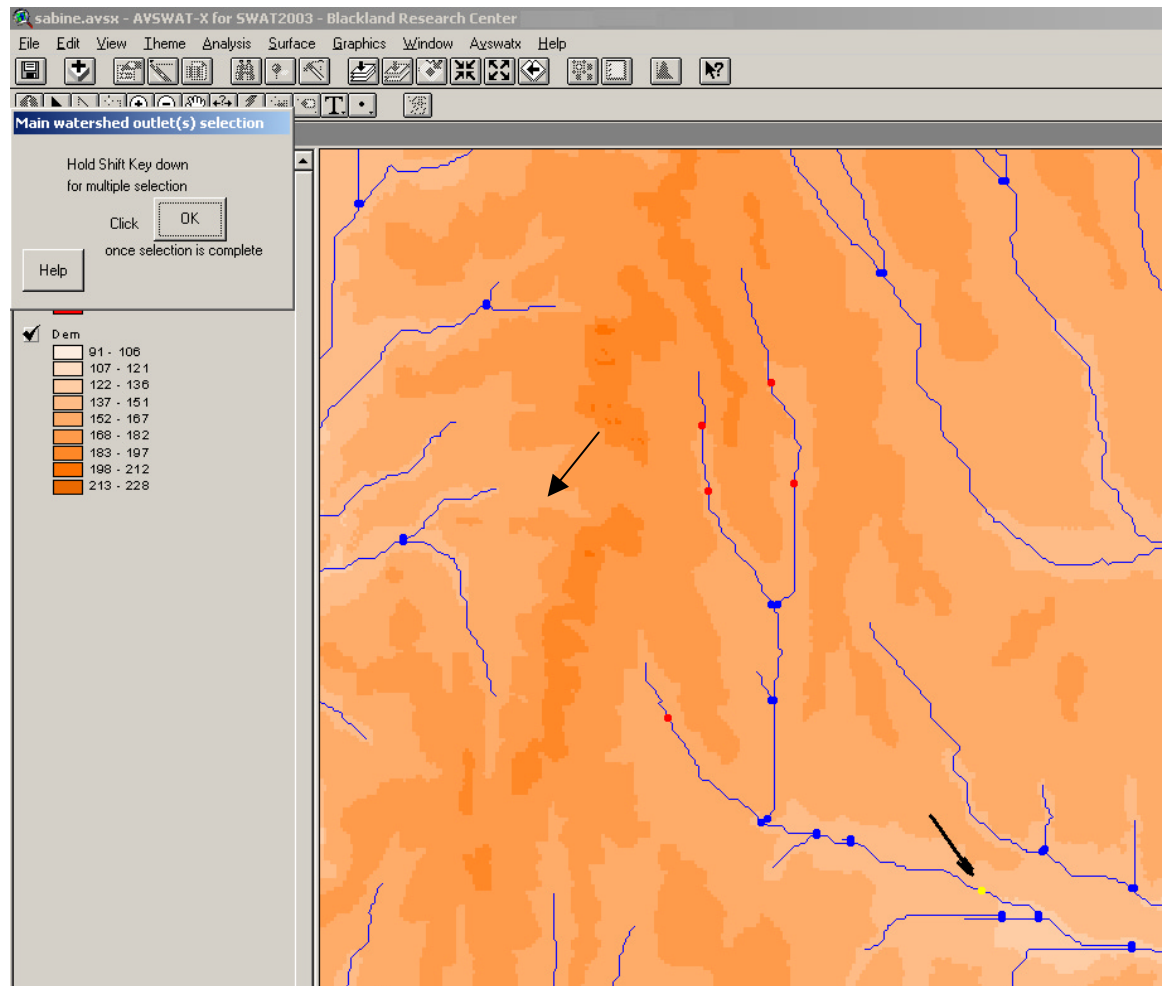 sabine.avsx - AVSWAT-X for SWAT2003 - Blackland Research Center
File Edit View Theme Analysis Surface Graphics Window Avswatx Help
T
Main watershed outlet(s) selection
Hold Shift Key down
for multiple selection
Click OK
once selection is complete
Help
Dem
91 - 106
107 - 121
122 - 136
137 - 151
152 - 167
168 - 182
183 - 197
198 - 212
213 - 228